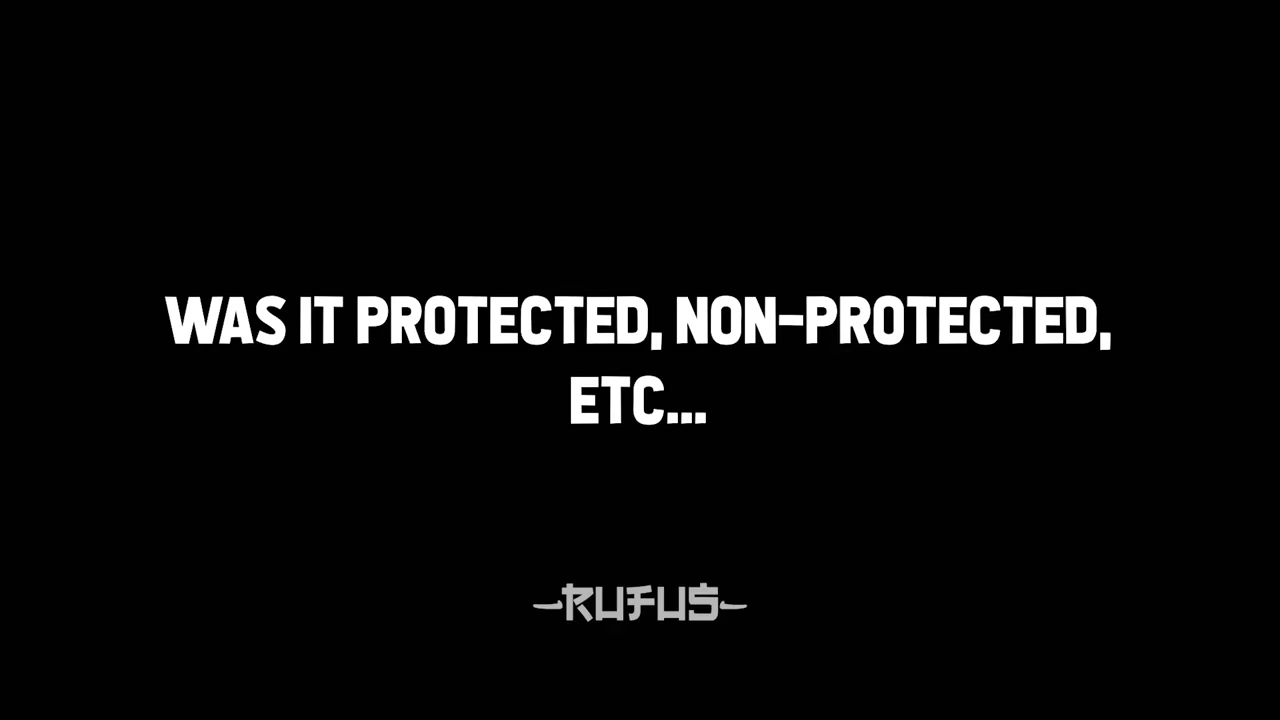 WAS IT PROTECTED, NON-PROTECTED,
ETC...
-RUFUS-